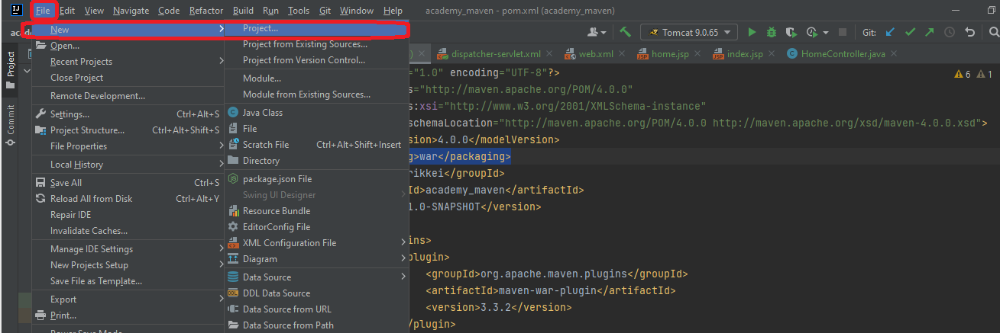 File Edit View Navigate Code Refactor Build Run Tools Git Window Help academy_maven - pom.xml (academy_maven)
Tomcat 9.0.65 Git:
dispatcher-servlet.xml web.xml home.jsp index.jsp HomeController.java
6 1
Project
Commit
New
Open...
Recent Projects
Close Project
Remote Development...
Settings... Ctrl+Alt+S
Project Structure... Ctrl+Alt+Shift+S
File Properties
Local History
Save All Ctrl+S
Reload All from Disk Ctrl+Alt+Y
Repair IDE
Invalidate Caches...
Manage IDE Settings
New Projects Setup
Save File as Template...
Export
Print...
Project...
Project from Existing Sources...
Project from Version Control...
Module...
Module from Existing Sources...
Java Class
File
Scratch File Ctrl+Alt+Shift+Insert
Directory
package.json File
Swing UI Designer
Resource Bundle
EditorConfig File
XML Configuration File
Diagram
Data Source
DDL Data Source
Data Source from URL
Data Source from Path
="1.0" encoding="UTF-8"?>
s="http://maven.apache.org/POM/4.0.0"
s:xsi="http://www.w3.org/2001/XMLSchema-instance"
schemaLocation="http://maven.apache.org/POM/4.0.0 http://maven.apache.org/xsd/maven-4.0.0.xsd">
sion>4.0.0</modelVersion>
g>war</packaging>
rikkei</groupId>
Id>academy_maven</artifactId>
1.0-SNAPSHOT</version>
ins>
plugin>
<groupId>org.apache.maven.plugins</groupId>
<artifactId>maven-war-plugin</artifactId>
<version>3.3.2</version>
/plugin>